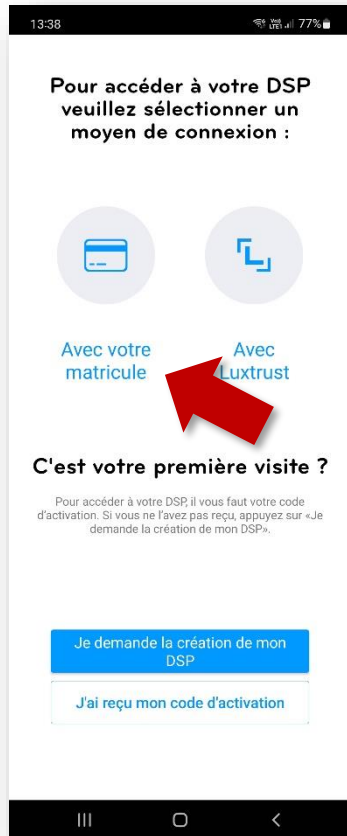 13:38
77%
Pour accéder à votre DSP
veuillez sélectionner un
moyen de connexion :
Avec votre
matricule
Avec
Luxtrust
C'est votre première visite ?
Pour accéder à votre DSP, il vous faut votre code
d'activation. Si vous ne l'avez pas reçu, appuyez sur «Je
demande la création de mon DSP».
Je demande la création de mon
DSP
J'ai reçu mon code d'activation